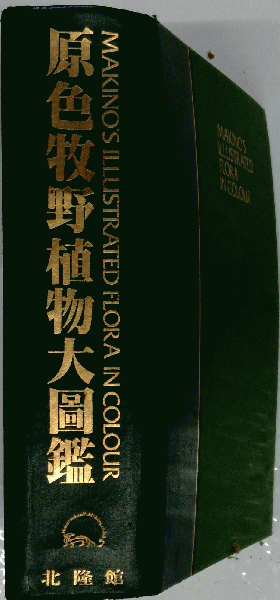 原色牧野植物大圖鑑
MAKINO'S ILLUSTRATED FLORA IN COLOUR
北隆館
MAKINO'S
ILLUSTRATED
FLORA
IN COLOUR